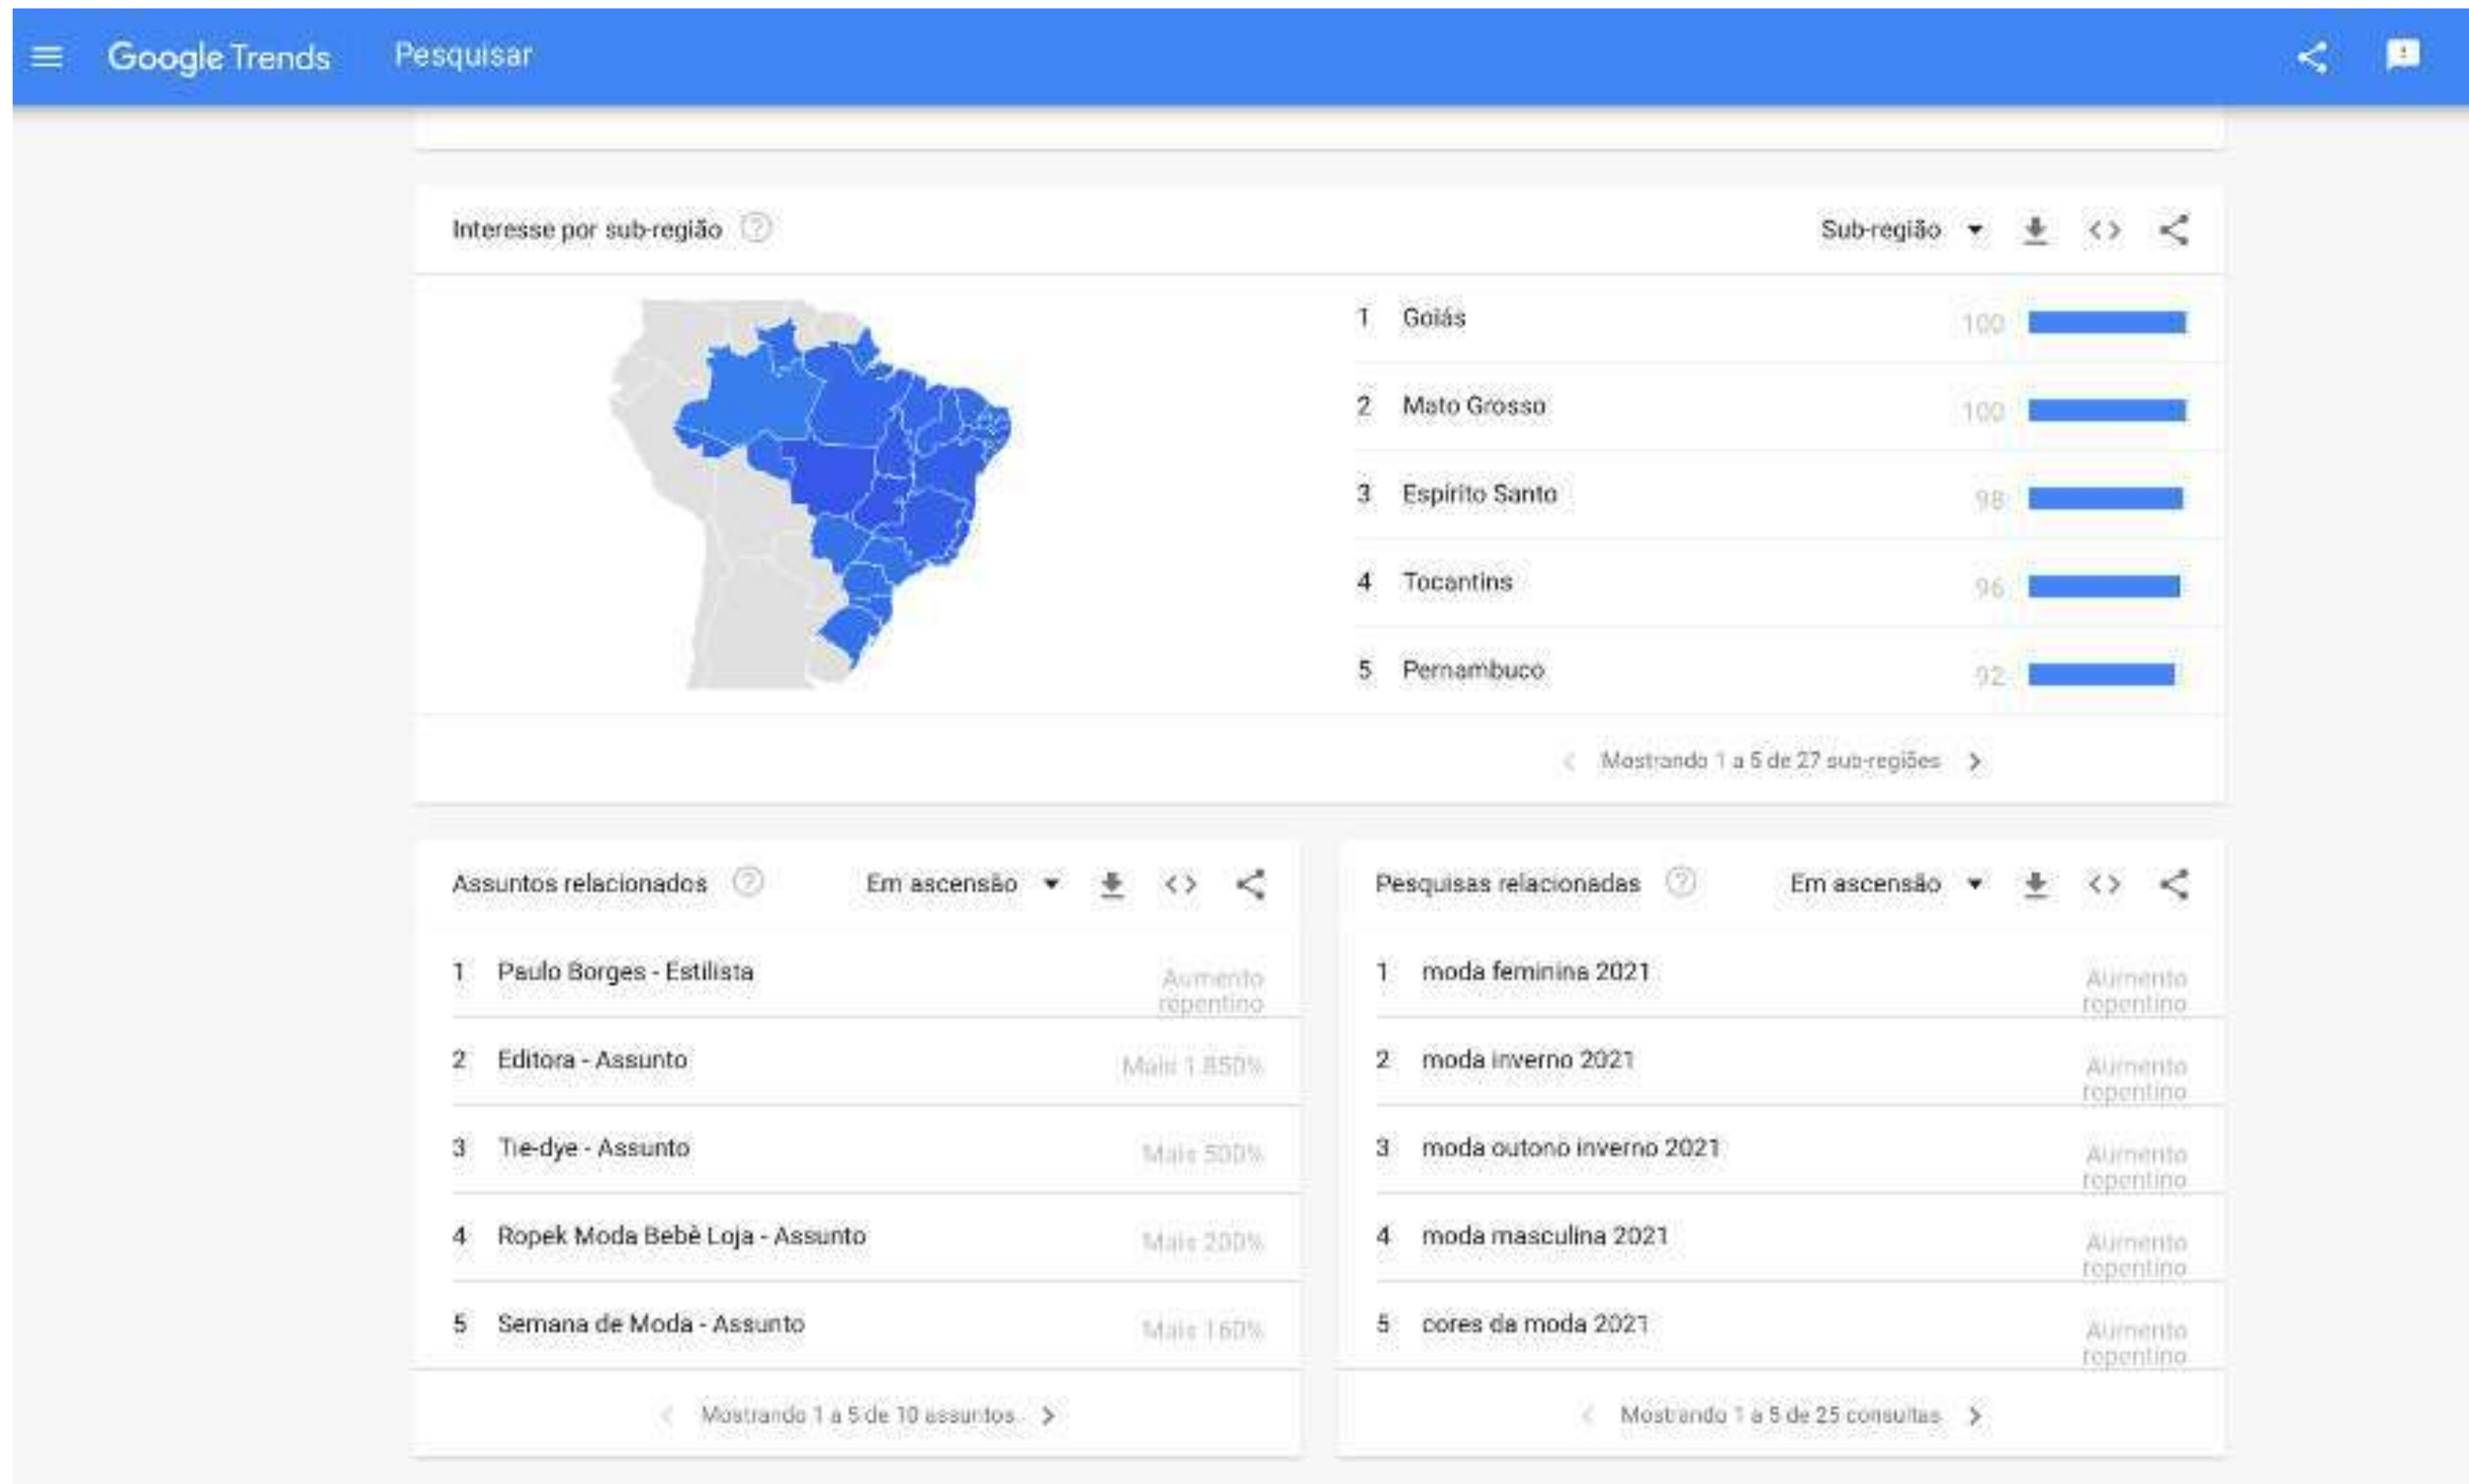 Google Trends Pesquisar
Interesse por sub-região
Sub-região
1 Goiás 100
2 Mato Grosso 100
3 Espírito Santo 98
4 Tocantins 96
5 Pernambuco 92
Mostrando 1 a 5 de 27 sub-regiões
Assuntos relacionados
Em ascensão
1 Paulo Borges - Estilista Aumento
repentino
2 Editora - Assunto Mais 1.850%
3 Tie-dye - Assunto Mais 500%
4 Ropek Moda Bebê Loja - Assunto Mais 200%
5 Semana de Moda - Assunto Mais 160%
Mostrando 1 a 5 de 10 assuntos
Pesquisas relacionadas
Em ascensão
1 moda feminina 2021 Aumento
repentino
2 moda inverno 2021 Aumento
repentino
3 moda outono inverno 2021 Aumento
repentino
4 moda masculina 2021 Aumento
repentino
5 cores da moda 2021 Aumento
repentino
Mostrando 1 a 5 de 25 consultas